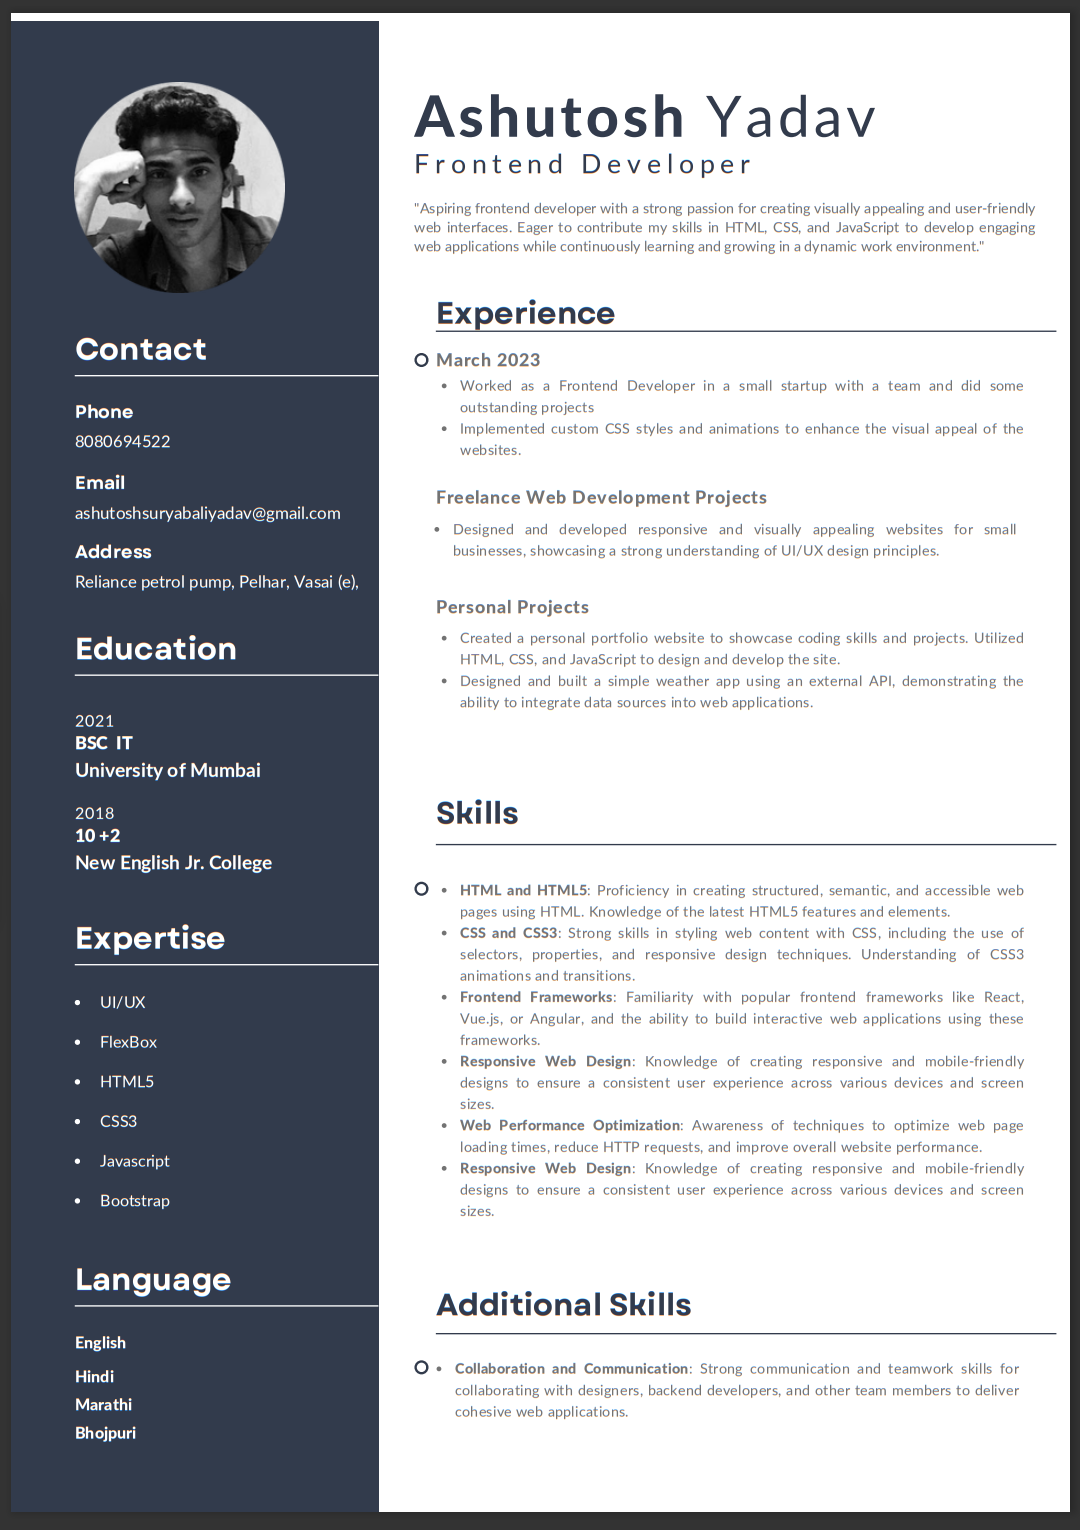 Contact
Phone
8080694522
Email
ashutoshsuryabaliyadav@gmail.com
Address
Reliance petrol pump, Pelhar, Vasai (e),
Education
2021
BSC IT
University of Mumbai
2018
10 +2
New English Jr. College
Expertise
• UI/UX
• FlexBox
• HTML5
• CSS3
• Javascript
• Bootstrap
Language
English
Hindi
Marathi
Bhojpuri
Ashutosh Yadav
Frontend Developer
"Aspiring frontend developer with a strong passion for creating visually appealing and user-friendly
web interfaces. Eager to contribute my skills in HTML, CSS, and JavaScript to develop engaging
web applications while continuously learning and growing in a dynamic work environment."
Experience
March 2023
• Worked as a Frontend Developer in a small startup with a team and did some
outstanding projects
• Implemented custom CSS styles and animations to enhance the visual appeal of the
websites.
Freelance Web Development Projects
• Designed and developed responsive and visually appealing websites for small
businesses, showcasing a strong understanding of UI/UX design principles.
Personal Projects
• Created a personal portfolio website to showcase coding skills and projects. Utilized
HTML, CSS, and JavaScript to design and develop the site.
• Designed and built a simple weather app using an external API, demonstrating the
ability to integrate data sources into web applications.
Skills
• HTML and HTML5: Proficiency in creating structured, semantic, and accessible web
pages using HTML. Knowledge of the latest HTML5 features and elements.
• CSS and CSS3: Strong skills in styling web content with CSS, including the use of
selectors, properties, and responsive design techniques. Understanding of CSS3
animations and transitions.
• Frontend Frameworks: Familiarity with popular frontend frameworks like React,
Vue.js, or Angular, and the ability to build interactive web applications using these
frameworks.
• Responsive Web Design: Knowledge of creating responsive and mobile-friendly
designs to ensure a consistent user experience across various devices and screen
sizes.
• Web Performance Optimization: Awareness of techniques to optimize web page
loading times, reduce HTTP requests, and improve overall website performance.
• Responsive Web Design: Knowledge of creating responsive and mobile-friendly
designs to ensure a consistent user experience across various devices and screen
sizes.
Additional Skills
• Collaboration and Communication: Strong communication and teamwork skills for
collaborating with designers, backend developers, and other team members to deliver
cohesive web applications.